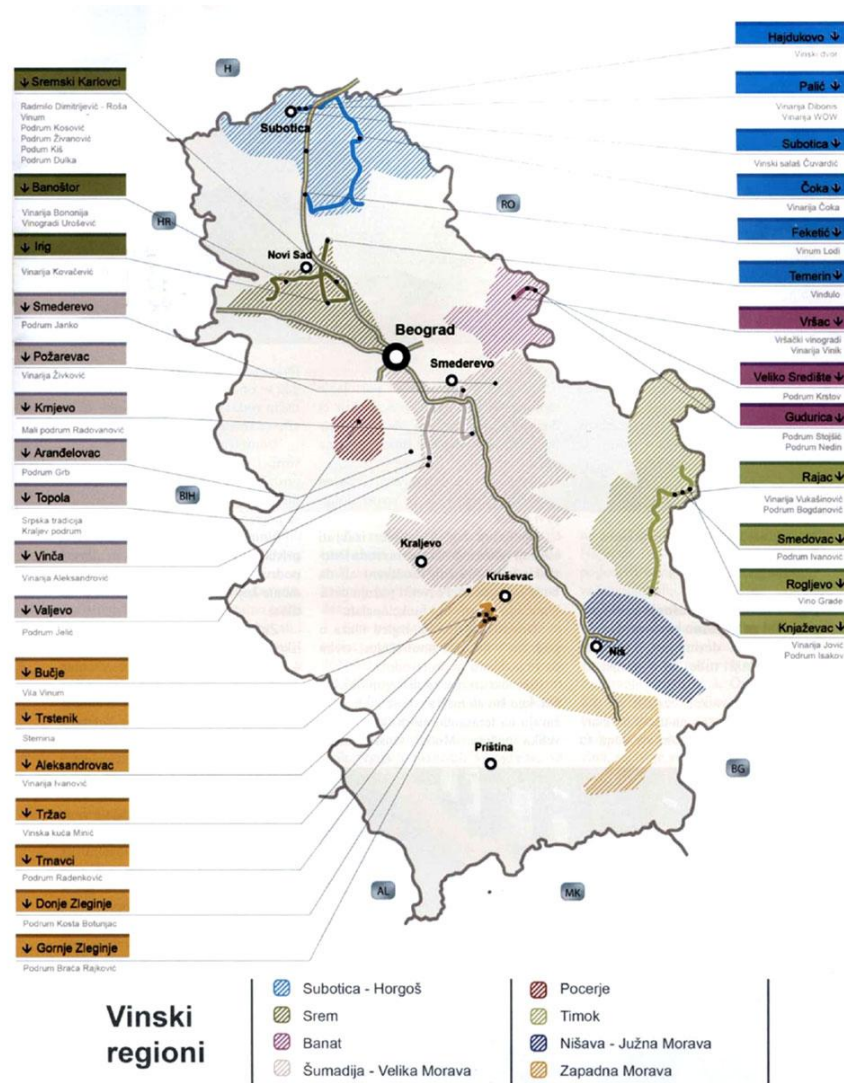 ↓ Sremski Karlovci
Radmilo Dimitrijević - Roša
Vinum
Podrum Kosović
Podrum Živanović
Podum Kiš
Podrum Dulka
↓ Banoštor
Vinarija Bononija
Vinogradi Urošević
↓ Irig
Vinarija Kovačević
↓ Smederevo
Podrum Janko
↓ Požarevac
Vinarija Živković
↓ Krnjevo
Mali podrum Radovanović
↓ Aranđelovac
Podrum Grb
↓ Topola
Srpska tradicija
Kraljev podrum
↓ Vinča
Vinarija Aleksandrović
↓ Valjevo
Podrum Jelić
↓ Bučje
Vila Vinum
↓ Trstenik
Stemina
↓ Aleksandrovac
Vinarija Ivanović
↓ Tržac
Vinska kuća Minić
↓ Trnavci
Podrum Radenković
↓ Donje Zleginje
Podrum Kosta Botunjac
↓ Gornje Zleginje
Podrum Braća Rajković
H
Subotica
HR
RO
Novi Sad
Beograd
Smederevo
BIH
Kraljevo
Kruševac
Niš
Priština
BG
AL
MK
Hajdukovo ↓
Vinski dvor
Palić ↓
Vinarija Dibonis
Vinarija WOW
Subotica ↓
Vinski salaš Čuvardić
Čoka ↓
Vinarija Čoka
Feketić ↓
Vinum Lodi
Temerin ↓
Vindulo
Vršac ↓
Vršački vinogradi
Vinarija Vinik
Veliko Središte ↓
Podrum Krstov
Gudurica ↓
Podrum Stojšić
Podrum Nedin
Rajac ↓
Vinarija Vukašinović
Podrum Bogdanović
Smedovac ↓
Podrum Ivanović
Rogljevo ↓
Vino Grade
Knjaževac ↓
Vinarija Jović
Podrum Isakov
Vinski
regioni
Subotica - Horgoš
Srem
Banat
Šumadija - Velika Morava
Pocerje
Timok
Nišava - Južna Morava
Zapadna Morava